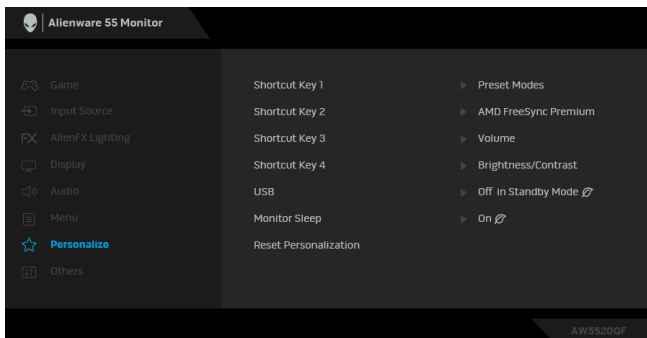 Alienware 55 Monitor
Game
Shortcut Key 1 Preset Modes
Input Source
Shortcut Key 2 AMD FreeSync Premium
AlienFX Lighting
Shortcut Key 3 Volume
Display
Shortcut Key 4 Brightness/Contrast
Audio
USB Off in Standby Mode
Menu
Monitor Sleep On
Personalize
Reset Personalization
Others
AW5520QF